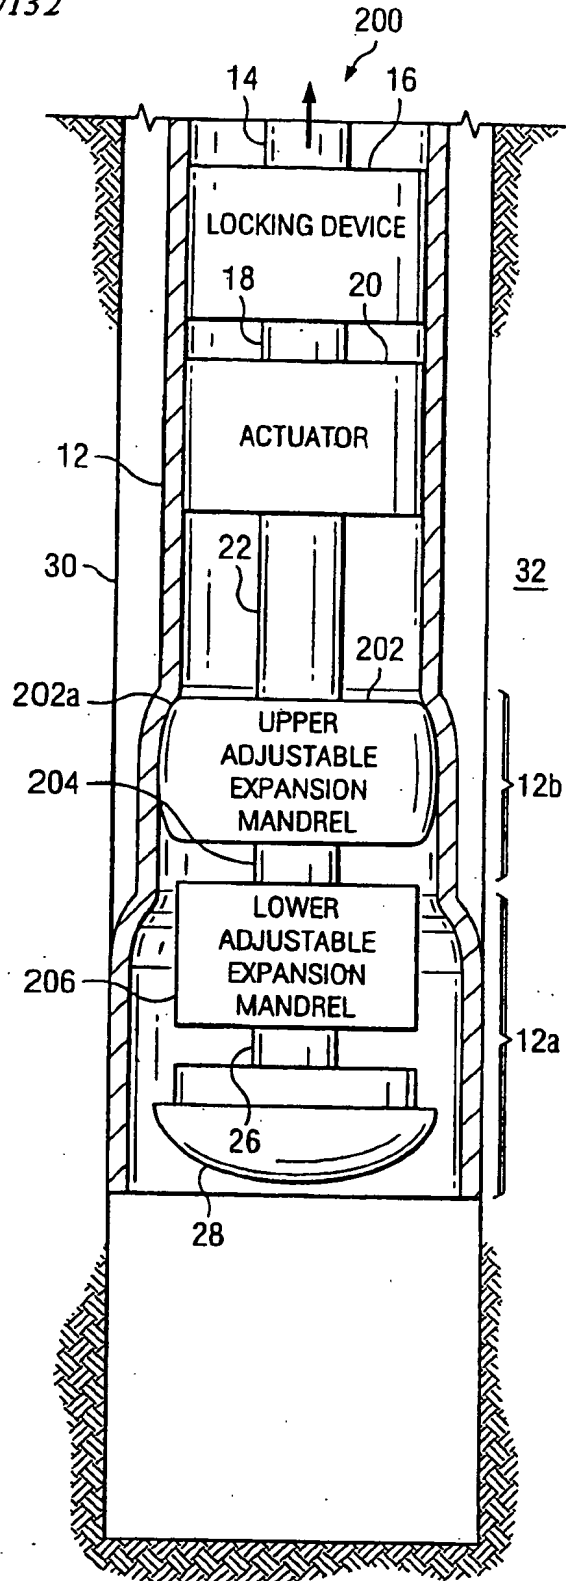 200
14
16
LOCKING DEVICE
18
20
ACTUATOR
12
22
30
32
202
202a
UPPER
ADJUSTABLE
EXPANSION
MANDREL
12b
204
LOWER
ADJUSTABLE
EXPANSION
MANDREL
206
12a
26
28